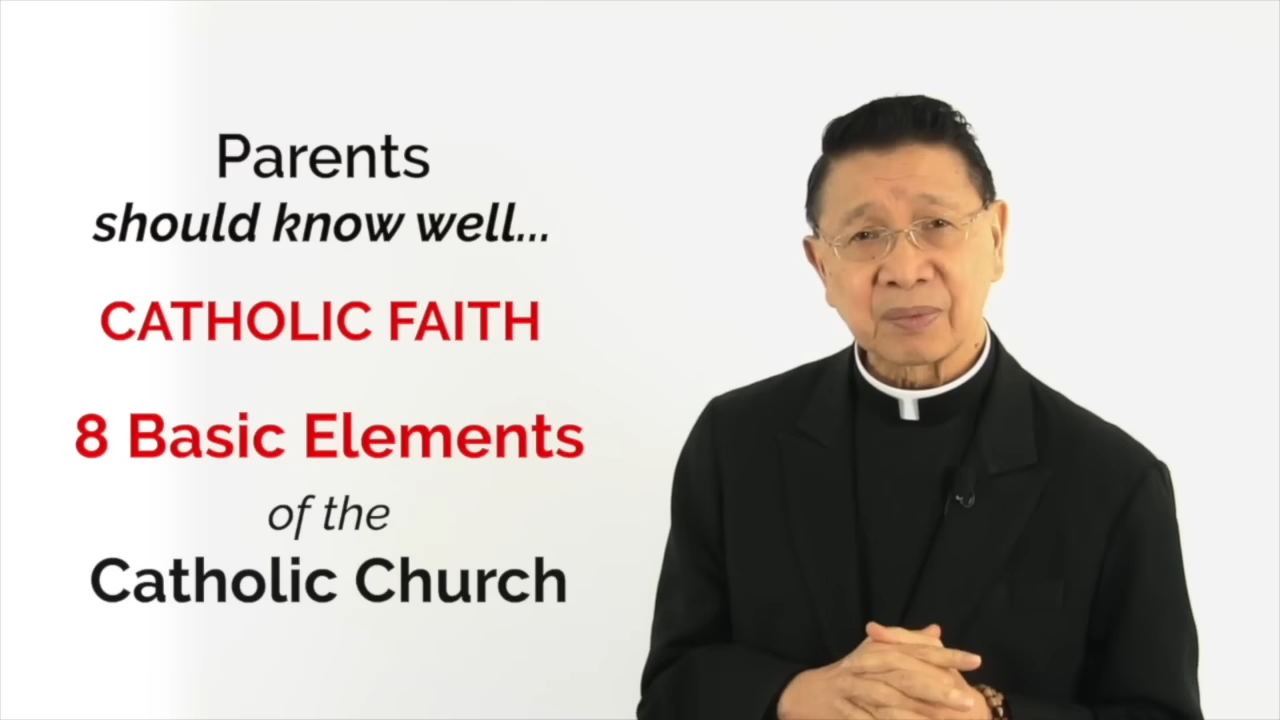 Parents
should know well...
CATHOLIC FAITH
8 Basic Elements
of the
Catholic Church